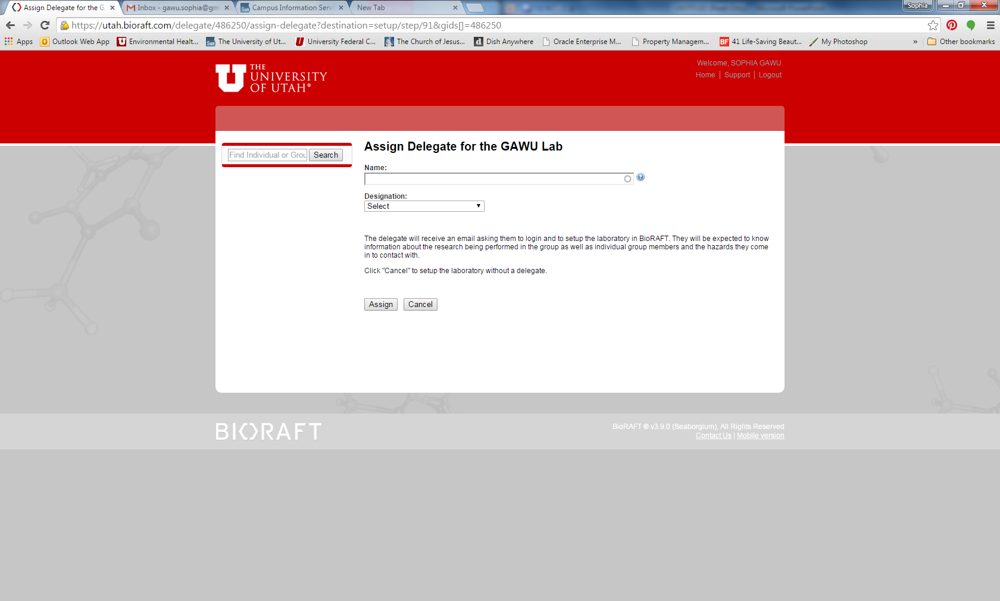 Sophia
Assign Delegate for the G
Inbox - gawu.sophia@gm
Campus Information Serv
New Tab
https://utah.bioraft.com/delegate/486250/assign-delegate?destination=setup/step/91&gids[]=486250
Apps
Outlook Web App
Environmental Healt...
The University of Ut...
University Federal C...
The Church of Jesus...
Dish Anywhere
Oracle Enterprise M...
Property Managem...
BF 41 Life-Saving Beaut...
My Photoshop
» Other bookmarks
U THE
UNIVERSITY
OF UTAH®
Welcome, SOPHIA GAWU
Home | Support | Logout
Find Individual or Grou
Search
Assign Delegate for the GAWU Lab
Name:
Designation:
Select
The delegate will receive an email asking them to login and to setup the laboratory in BioRAFT. They will be expected to know
information about the research being performed in the group as well as individual group members and the hazards they come
in to contact with.
Click "Cancel" to setup the laboratory without a delegate.
Assign Cancel
BIORAFT
BioRAFT ® v3.9.0 (Seaborgium), All Rights Reserved
Contact Us | Mobile version